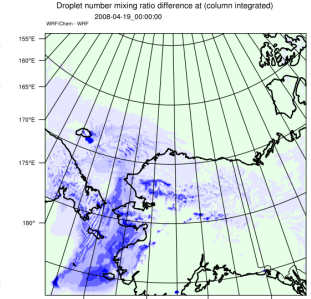 Droplet number mixing ratio difference at (column integrated)
2008-04-19_00:00:00
WRF/Chem - WRF
155°E
160°E
165°E
170°E
175°E
180°